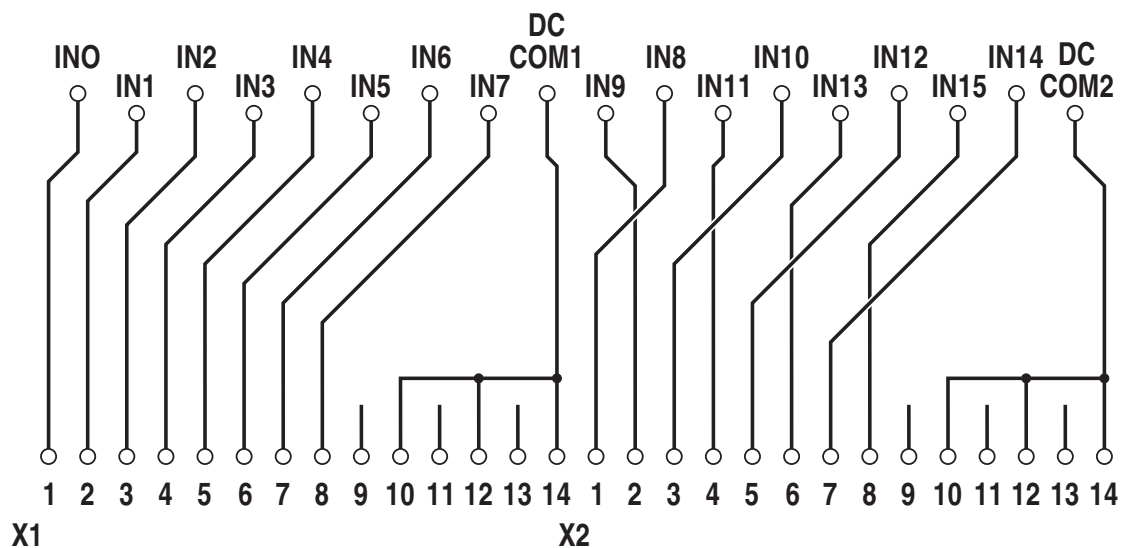 DC
INO IN2 IN4 IN6 COM1 IN8 IN10 IN12 IN14 DC
IN1 IN3 IN5 IN7 IN9 IN11 IN13 IN15 COM2
1 2 3 4 5 6 7 8 9 10 11 12 13 14 1 2 3 4 5 6 7 8 9 10 11 12 13 14
X1 X2